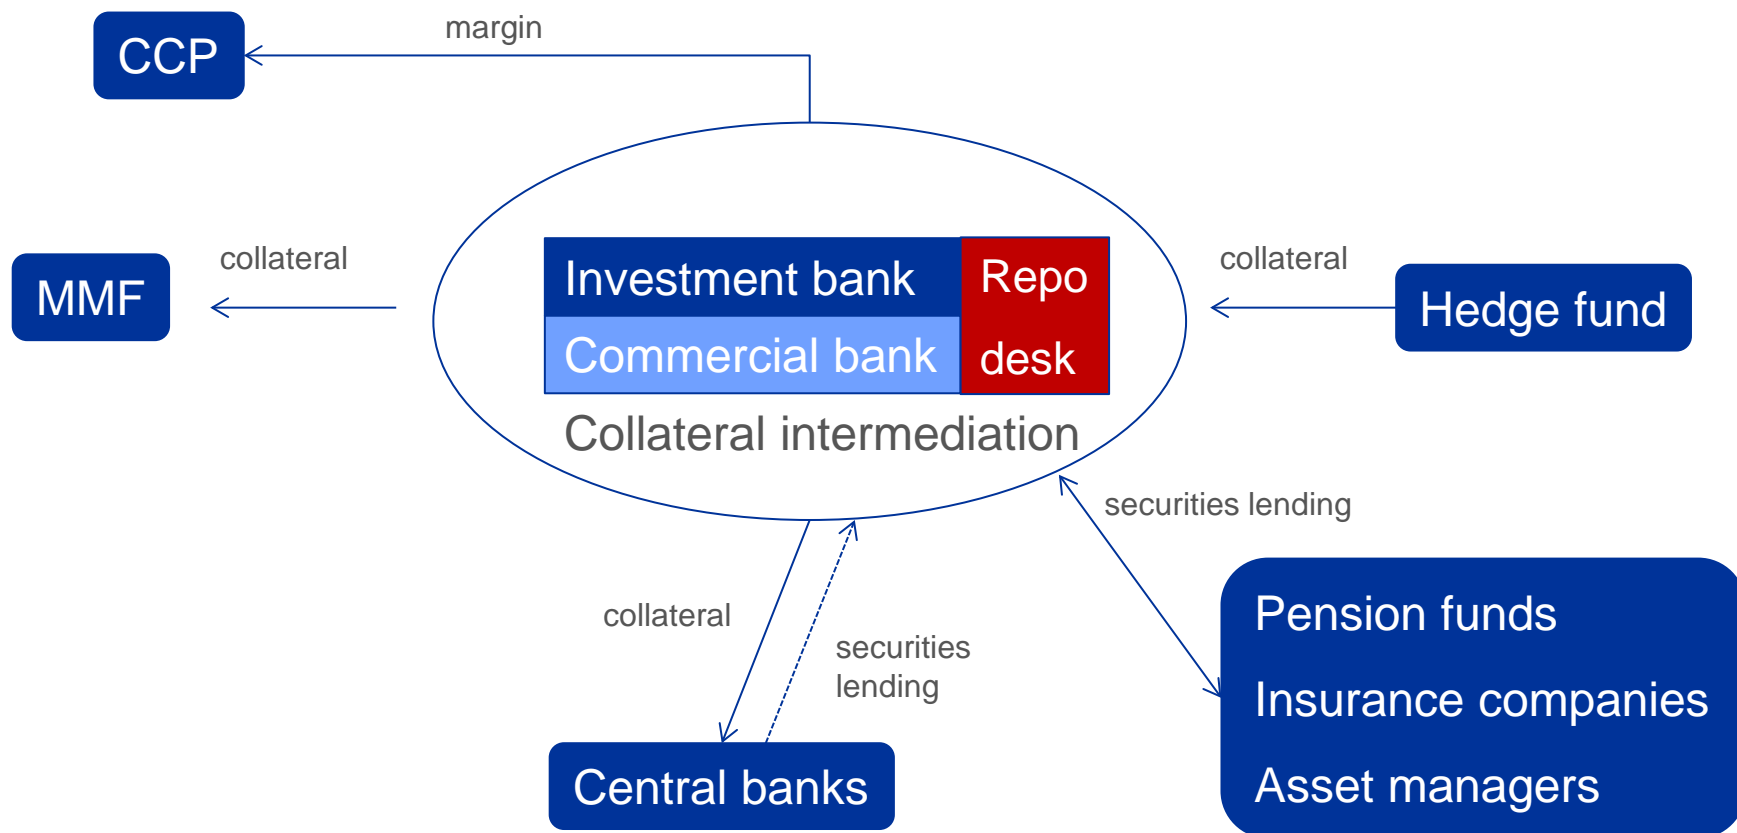 margin
CCP
collateral
MMF
Investment bank
Commercial bank
Repo
desk
Collateral intermediation
collateral
Hedge fund
securities lending
collateral
securities
lending
Central banks
Pension funds
Insurance companies
Asset managers